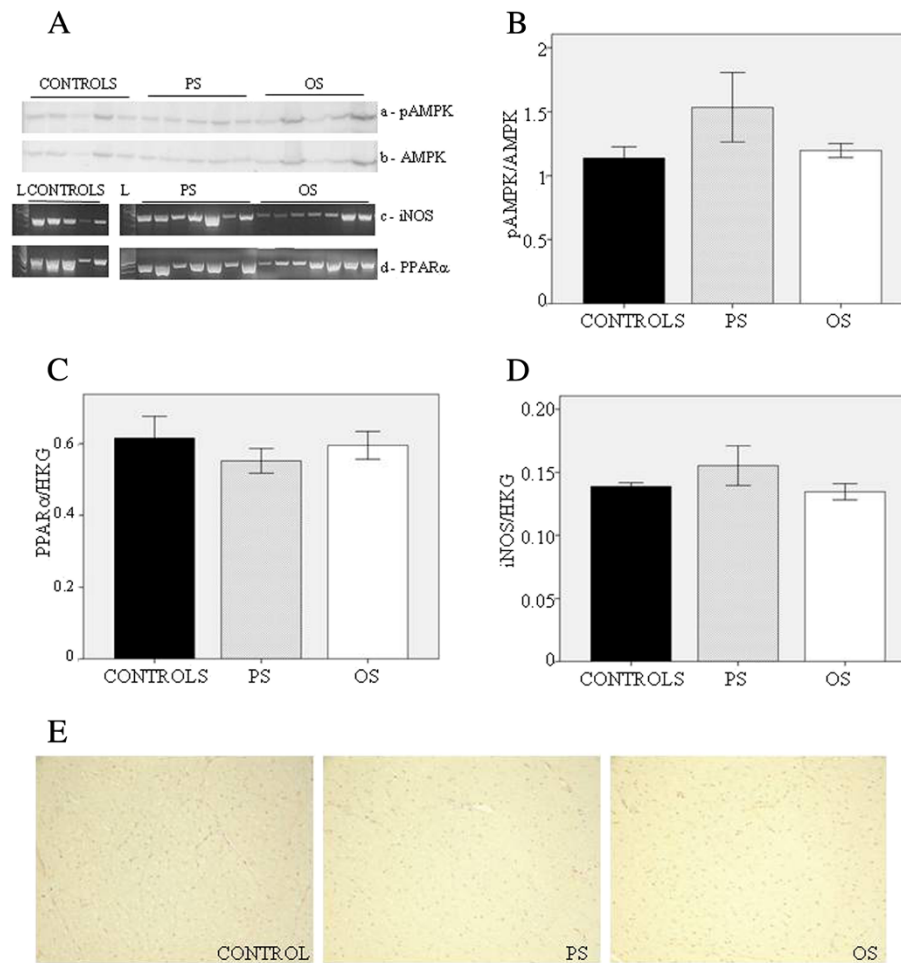 A
CONTROLS PS OS
a - pAMPK
b - AMPK
L CONTROLS L PS OS
c - iNOS
d - PPARα
B
pAMPK/AMPK
2
1.5
1
0.5
0
CONTROLS PS OS
C
PPARα/HKG
0.6
0.4
0.2
0
CONTROLS PS OS
D
iNOS/HKG
0.20
0.15
0.10
0.05
0
CONTROLS PS OS
E
CONTROL PS OS